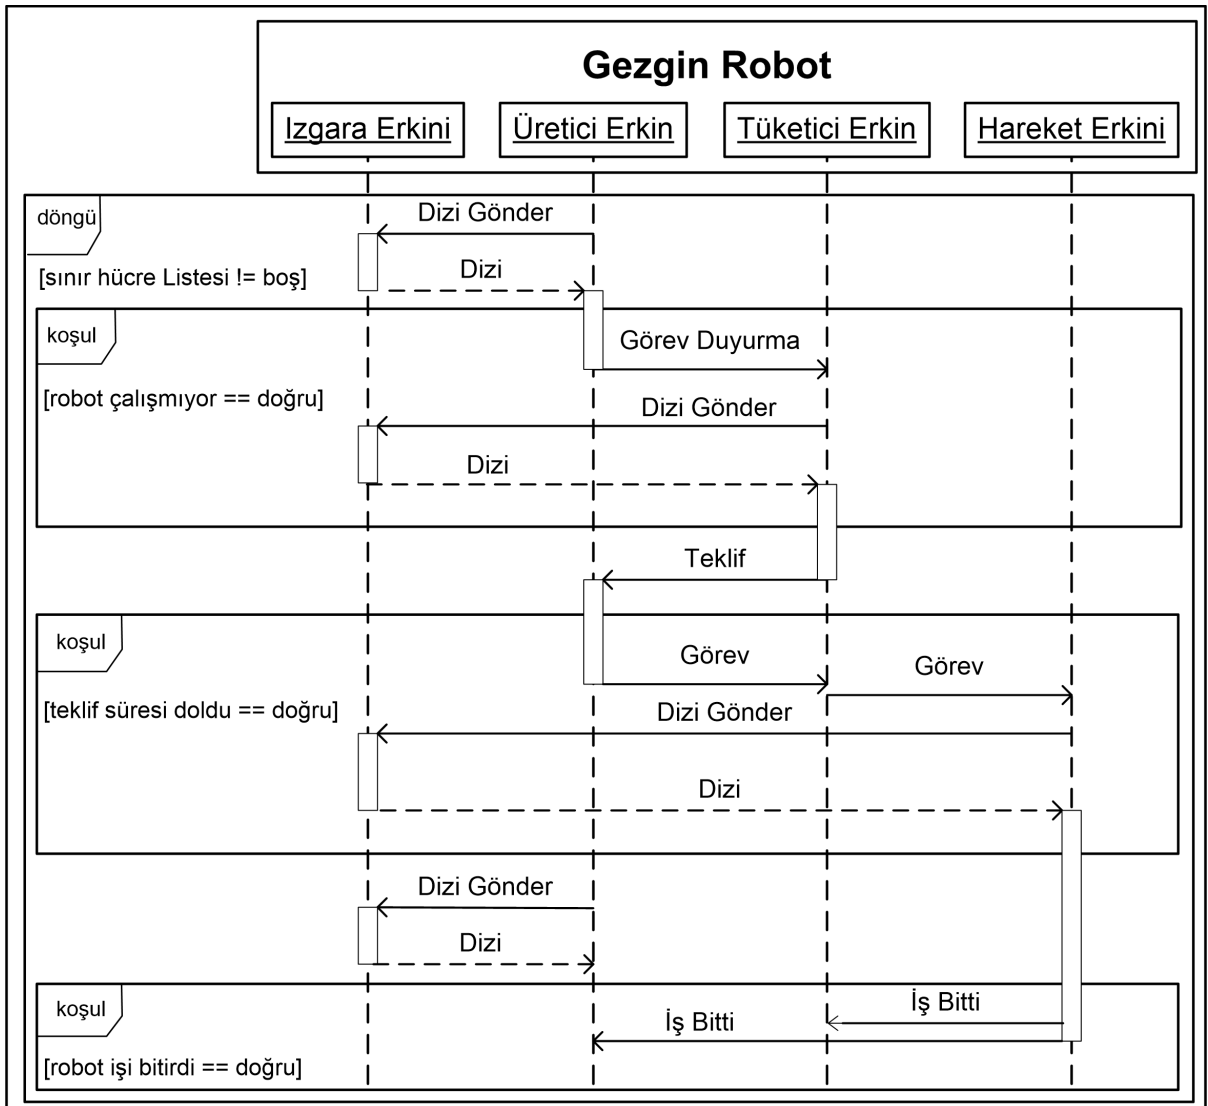 Gezgin Robot
Izgara Erkini
Üretici Erkin
Tüketici Erkin
Hareket Erkini
döngü
Dizi Gönder
[sınır hücre Listesi != boş]
Dizi
koşul
Görev Duyurma
[robot çalışmıyor == doğru]
Dizi Gönder
Dizi
Teklif
koşul
Görev
Görev
[teklif süresi doldu == doğru]
Dizi Gönder
Dizi
Dizi Gönder
Dizi
koşul
İş Bitti
İş Bitti
[robot işi bitirdi == doğru]